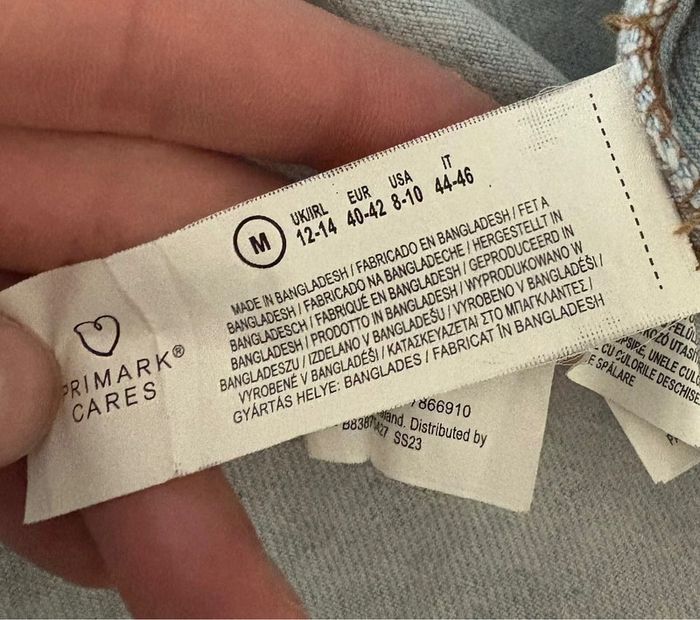 M
UK/IRL EUR USA IT
12-14 40-42 8-10 44-46
MADE IN BANGLADESH / FABRICADO EN BANGLADESH / FET A
BANGLADESH / FABRICADO NA BANGLADECHE / HERGESTELLT IN
BANGLADESCH / FABRIQUÉ EN BANGLADESH / GEPRODUCEERD IN
BANGLADESH / PRODOTTO IN BANGLADESH / WYPRODUKOWANO W
BANGLADESZU / IZDELANO V BANGLADEŠU / VYROBENO V BANGLADÉŠI /
VYROBENÉ V BANGLADÉŠI / ΚΑΤΑΣΚΕΥΑΖΕΤΑΙ ΣΤΟ ΜΠΑΓΚΛΑΝΤΕΣ /
GYÁRTÁS HELYE: BANGLADES / FABRICAT ÎN BANGLADESH
PRIMARK®
CARES
866910
Distributed by
SS23
UNELE
CU CULORILE DESCHISE
SPĂLARE